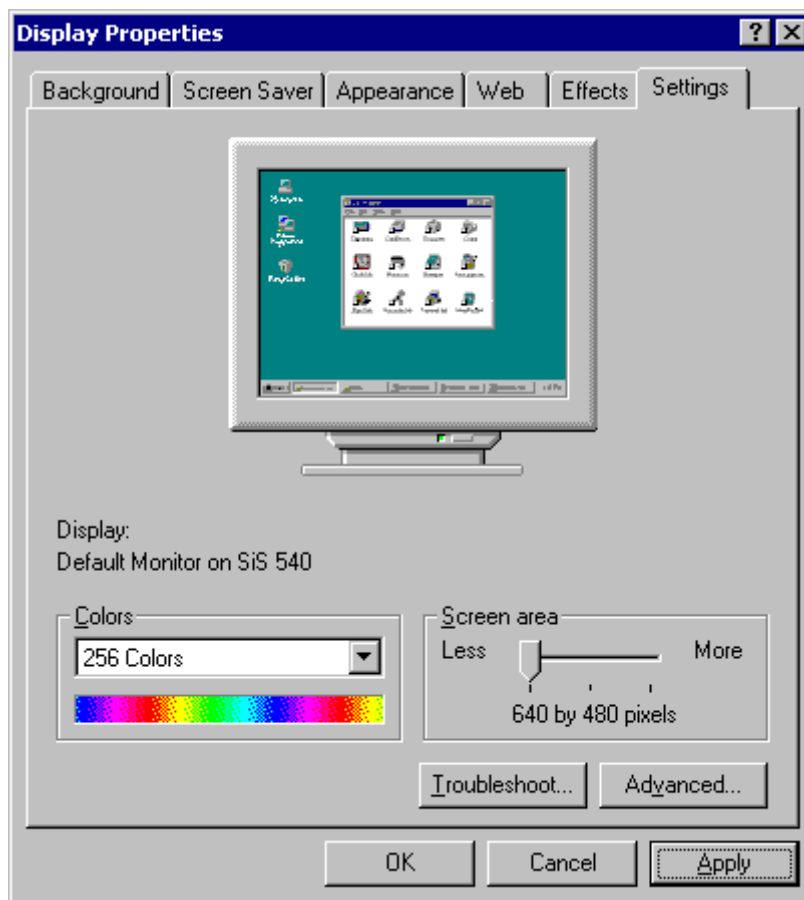 Display Properties
Background Screen Saver Appearance Web Effects Settings
Display:
Default Monitor on SiS 540
Colors
256 Colors
Screen area
Less More
640 by 480 pixels
Troubleshoot... Advanced...
OK Cancel Apply